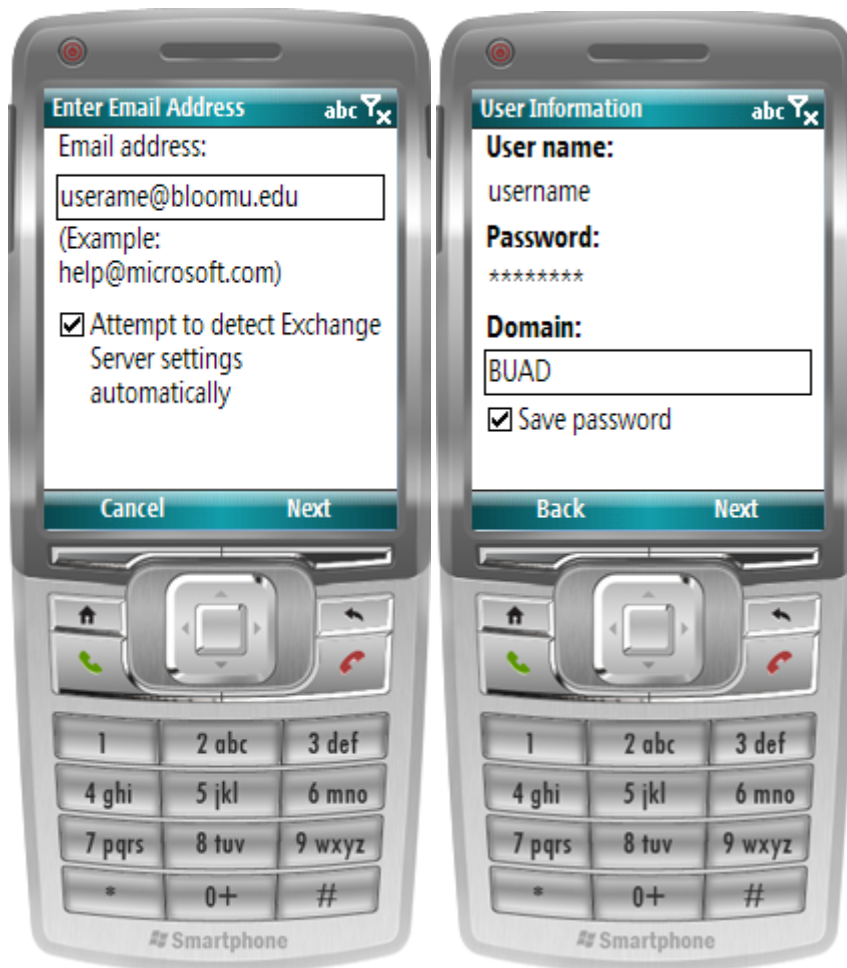 Enter Email Address abc
Email address:
userame@bloomu.edu
(Example:
help@microsoft.com)
Attempt to detect Exchange
Server settings
automatically
Cancel Next
1 2 abc 3 def
4 ghi 5 jkl 6 mno
7 pqrs 8 tuv 9 wxyz
* 0+ #
Smartphone
User Information abc
User name:
username
Password:
********
Domain:
BUAD
Save password
Back Next
1 2 abc 3 def
4 ghi 5 jkl 6 mno
7 pqrs 8 tuv 9 wxyz
* 0+ #
Smartphone